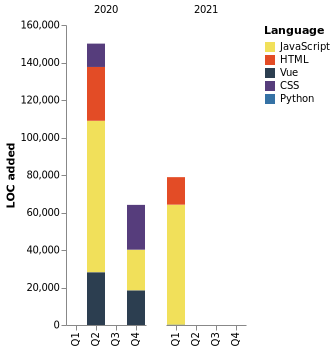 2020 2021
Language
JavaScript
HTML
Vue
CSS
Python
LOC added
160,000
140,000
120,000
100,000
80,000
60,000
40,000
20,000
0
Q1 Q2 Q3 Q4 Q1 Q2 Q3 Q4